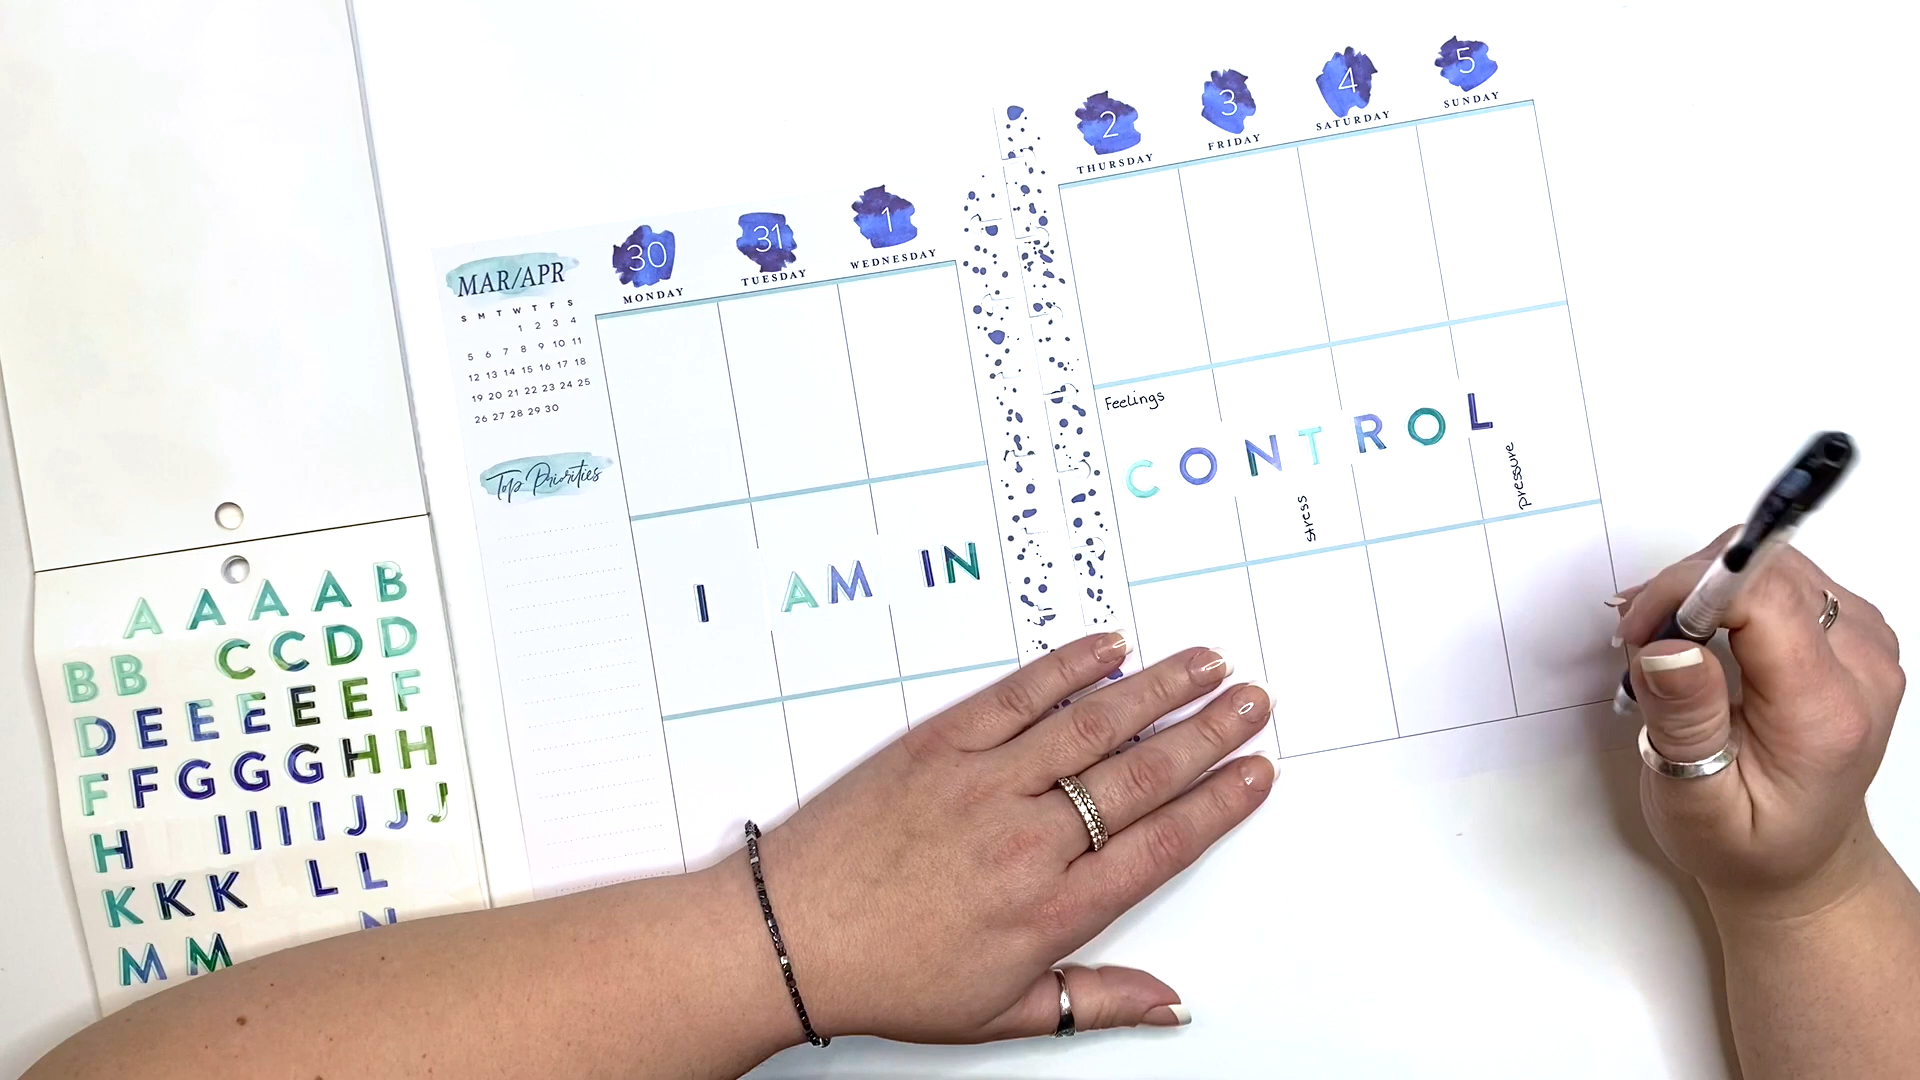 MAR/APR
S M T W T F S
1 2 3 4
5 6 7 8 9 10 11
12 13 14 15 16 17 18
19 20 21 22 23 24 25
26 27 28 29 30
Top Priorities
30
MONDAY
31
TUESDAY
1
WEDNESDAY
2
THURSDAY
3
FRIDAY
4
SATURDAY
5
SUNDAY
I AM IN
Feelings
CONTROL
stress
pressure
A A A A B
B B C C D D
D E E E E E F
F F G G G H H
H I I I I J J J
K K K L L
M M N